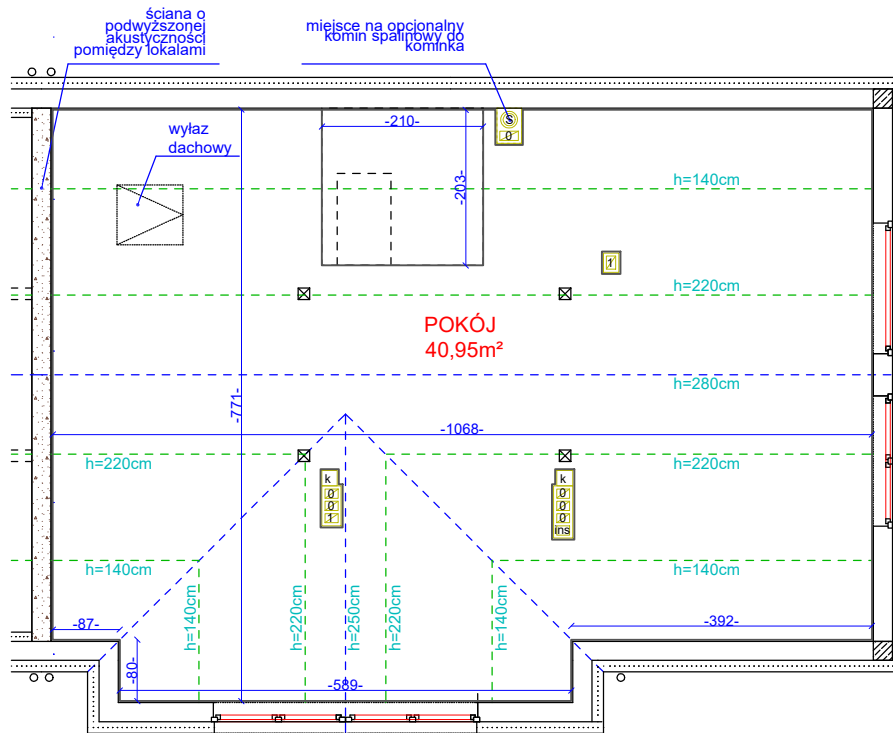 ściana o
podwyższonej
akustyczności
pomiędzy lokalami
miejsce na opcjonalny
komin spalinowy do
kominka
wyłaz
dachowy
-210-
S
0
-203-
h=140cm
1
h=220cm
POKÓJ
40,95m²
h=280cm
-771-
-1068-
h=220cm
h=220cm
k
0
0
1
k
0
0
0
ins
h=140cm
h=140cm
h=140cm
h=220cm
h=250cm
h=220cm
h=140cm
-87-
-392-
-80-
-589-